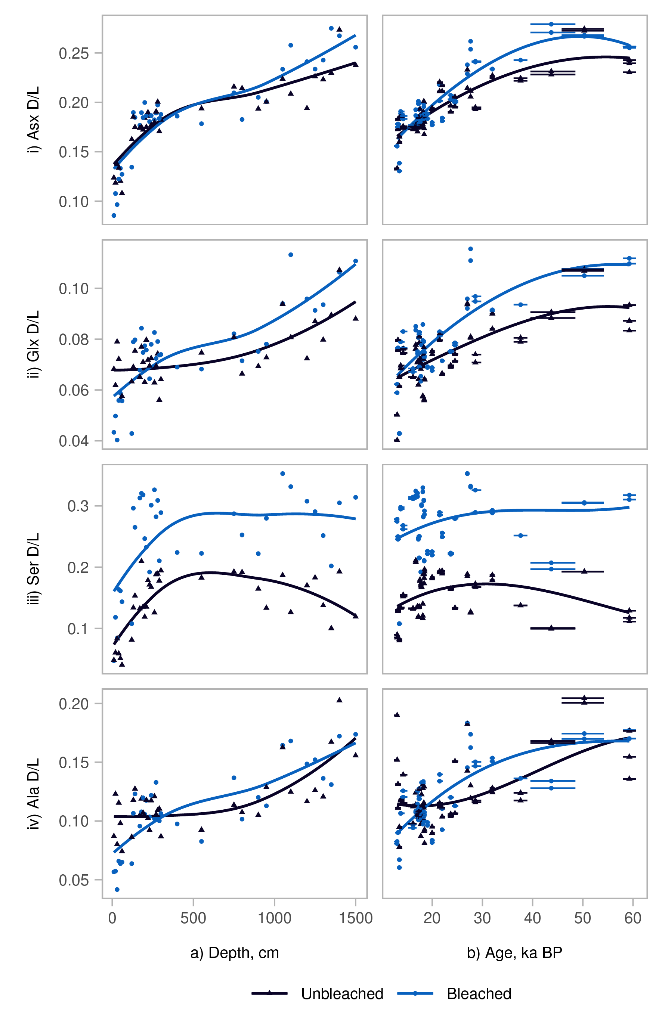 i) Asx D/L
0.25
0.20
0.15
0.10
ii) Glx D/L
0.10
0.08
0.06
0.04
iii) Ser D/L
0.3
0.2
0.1
iv) Ala D/L
0.20
0.15
0.10
0.05
0 500 1000 1500 20 30 40 50 60
a) Depth, cm b) Age, ka BP
Unbleached Bleached